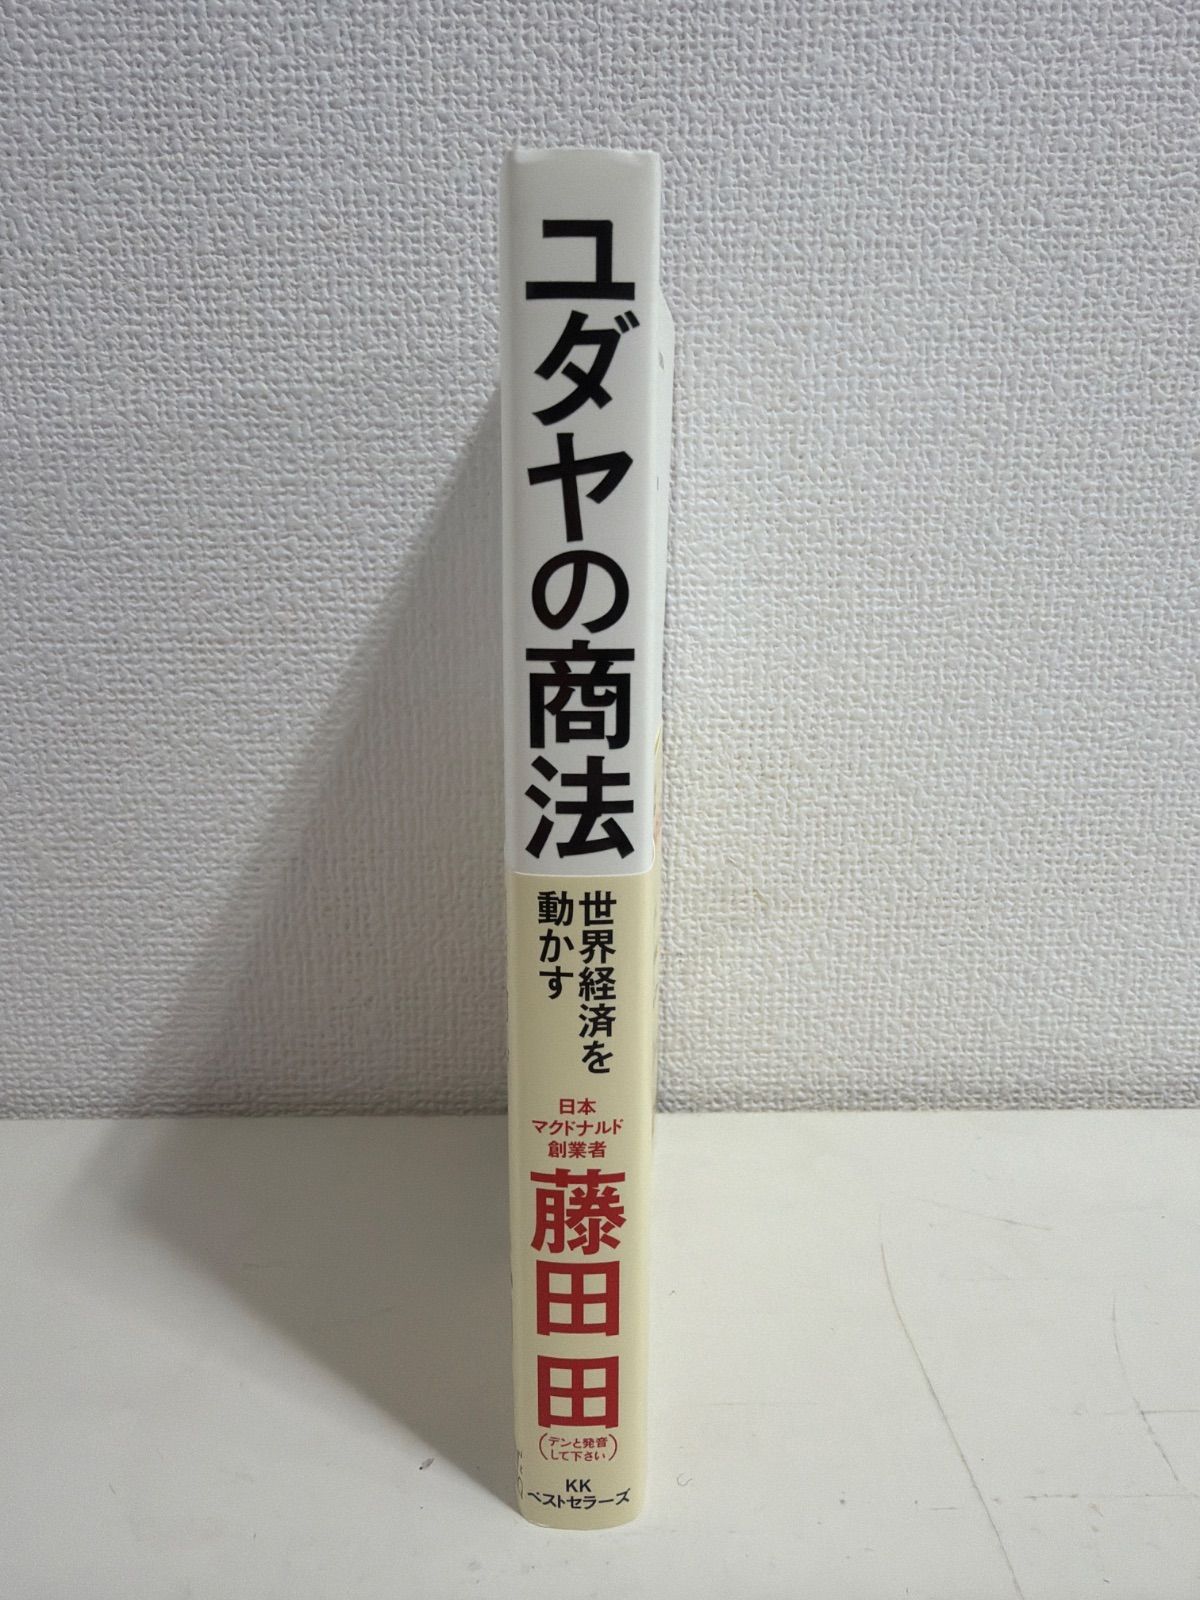 ユダヤの商法
世界経済を
動かす
日本
マクドナルド
創業者
藤田 田
(デンと発音
して下さい)
KK
ベストセラーズ